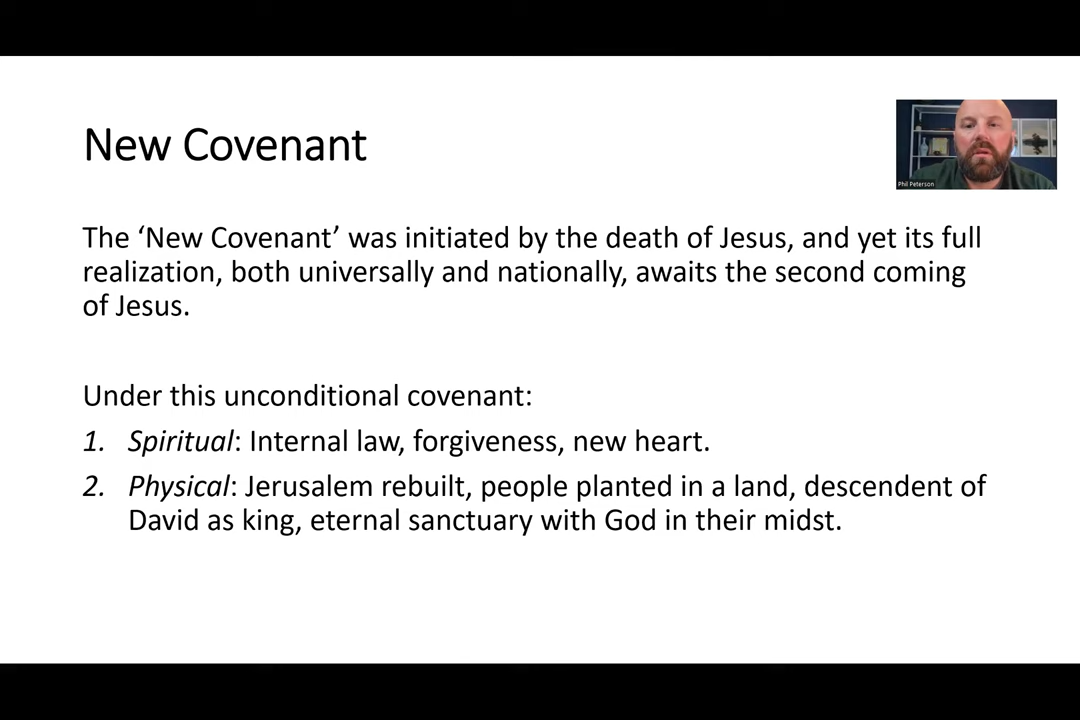 New Covenant
Phil Peterson
The ‘New Covenant’ was initiated by the death of Jesus, and yet its full
realization, both universally and nationally, awaits the second coming
of Jesus.
Under this unconditional covenant:
1. Spiritual: Internal law, forgiveness, new heart.
2. Physical: Jerusalem rebuilt, people planted in a land, descendent of
David as king, eternal sanctuary with God in their midst.